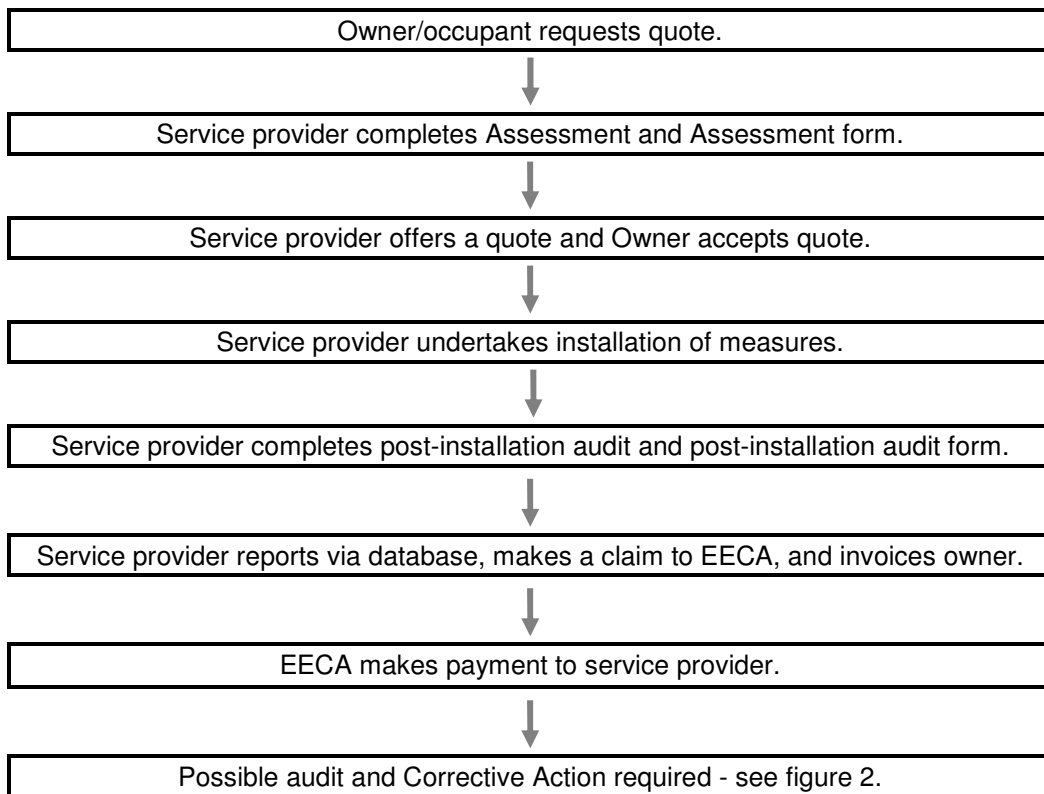 Owner/occupant requests quote.
Service provider completes Assessment and Assessment form.
Service provider offers a quote and Owner accepts quote.
Service provider undertakes installation of measures.
Service provider completes post-installation audit and post-installation audit form.
Service provider reports via database, makes a claim to EECA, and invoices owner.
EECA makes payment to service provider.
Possible audit and Corrective Action required - see figure 2.